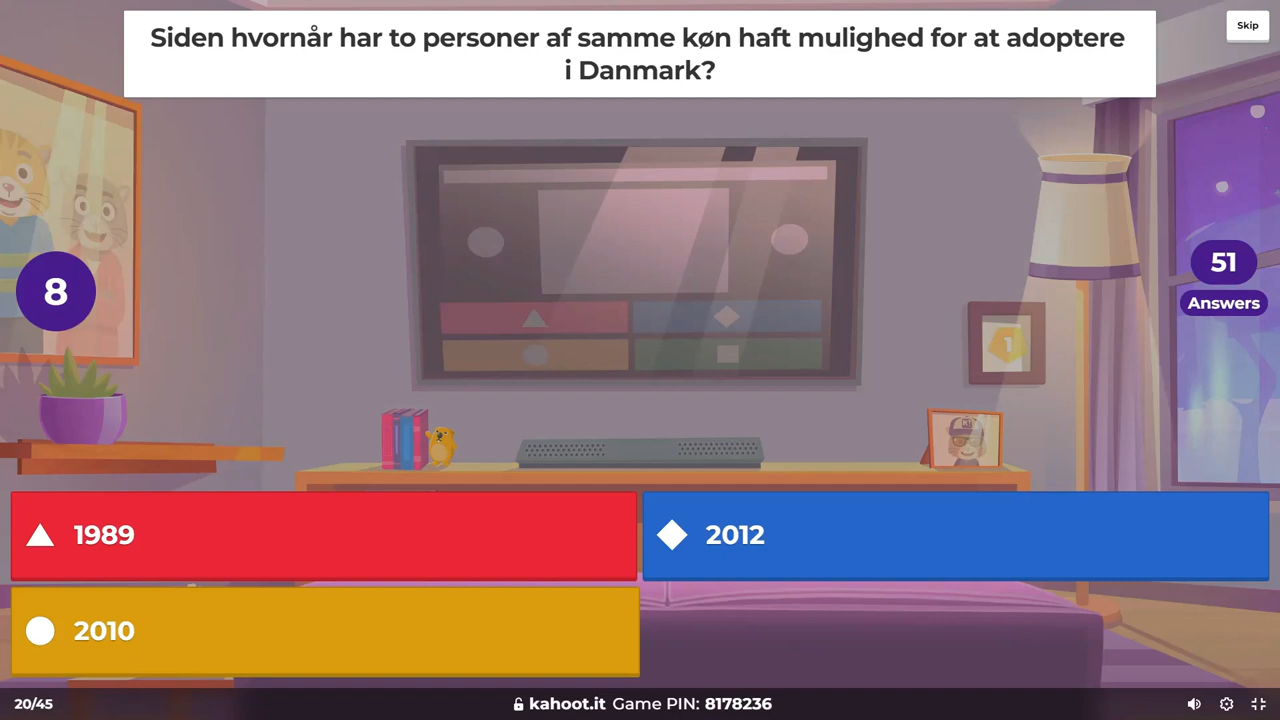 Siden hvornår har to personer af samme køn haft mulighed for at adoptere
i Danmark?
Skip
8
51
Answers
1
1989
2012
2010
20/45
kahoot.it Game PIN: 8178236